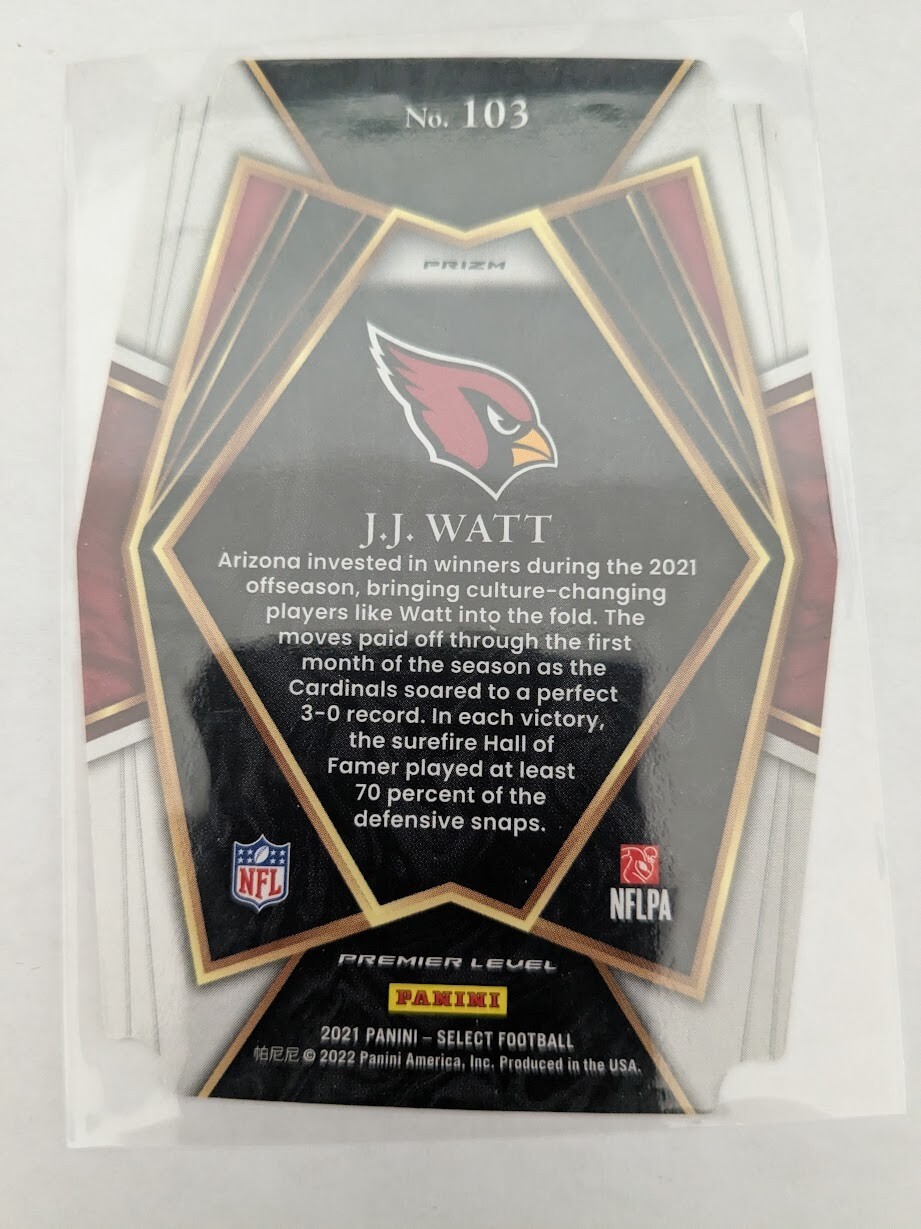 No. 103
PRIZM
J.J. WATT
Arizona invested in winners during the 2021
offseason, bringing culture-changing
players like Watt into the fold. The
moves paid off through the first
month of the season as the
Cardinals soared to a perfect
3-0 record. In each victory,
the surefire Hall of
Famer played at least
70 percent of the
defensive snaps.
NFL
NFLPA
PREMIER LEVEL
PANINI
2021 PANINI – SELECT FOOTBALL
帕尼尼 © 2022 Panini America, Inc. Produced in the USA.